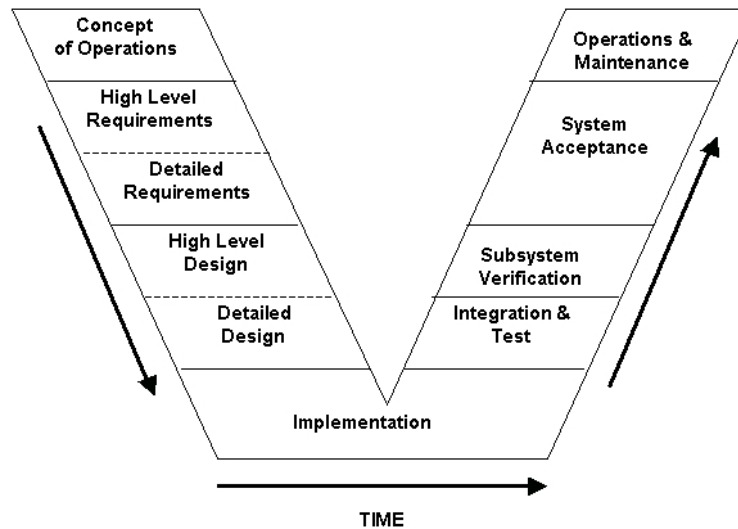 Concept
of Operations
High Level
Requirements
Detailed
Requirements
High Level
Design
Detailed
Design
Implementation
Integration &
Test
Subsystem
Verification
System
Acceptance
Operations &
Maintenance
TIME